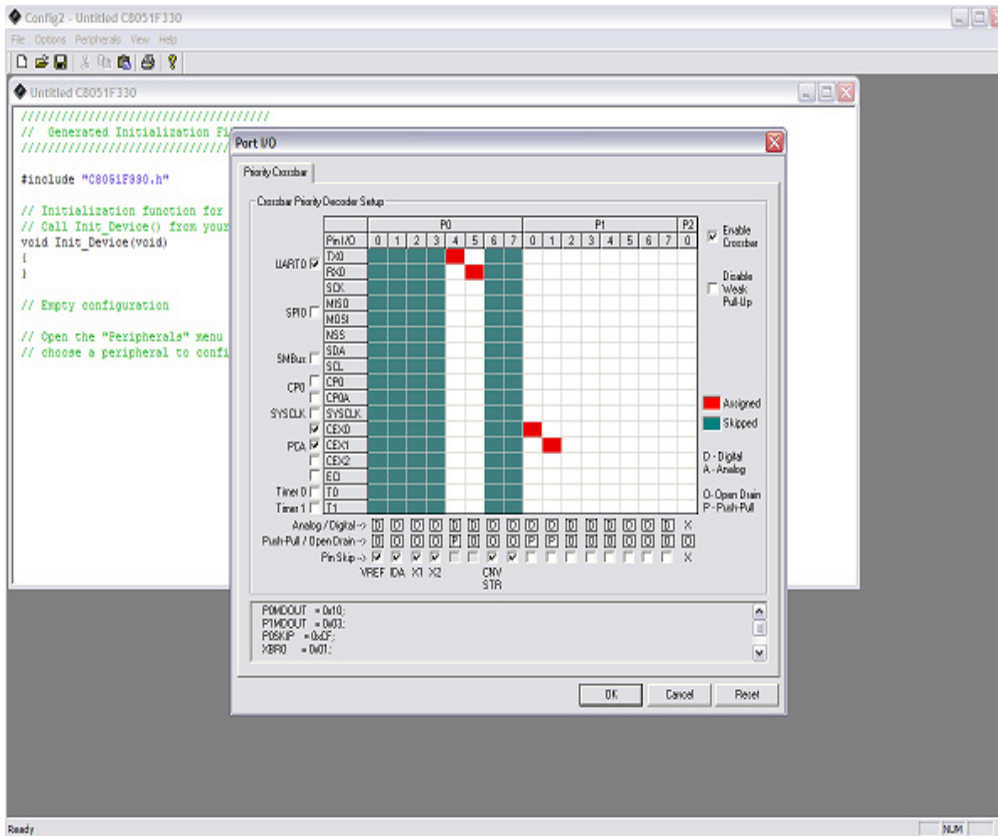 Config2 - Untitled C8051F330
File Options Peripherals View Help
Untitled C8051F330
///////////////////////////////////
// Generated Initialization Fi
#include "C8051F330.h"
// Initialization function for
// Call Init_Device() from your
void Init_Device(void)
{
}
// Empty configuration
// Open the "Peripherals" menu
// choose a peripheral to confi
Port I/O
Priority Crossbar
Crossbar Priority Decoder Setup
P0 P1 P2
Pin I/O 0 1 2 3 4 5 6 7 0 1 2 3 4 5 6 7 0
UART0 TX0
RX0
SCK
SPI0 MISO
MOSI
NSS
SMBus SDA
SCL
CP0 CP0
CP0A
SYSCLK SYSCLK
CEX0
PCA CEX1
CEX2
ECI
Timer 0 T0
Timer 1 T1
Analog / Digital -> D D D D D D D D D D D D D D D D X
Push-Pull / Open Drain -> O O O O P O O O P P O O O O O O O
Pin Skip -> X
VREF IDA X1 X2 CNV
STR
Enable
Crossbar
Disable
Weak
Pull-Up
Assigned
Skipped
D - Digital
A - Analog
O- Open Drain
P - Push-Pull
P0MDOUT = 0x10;
P1MDOUT = 0x03;
P0SKIP = 0xCF;
XBR0 = 0x01;
OK Cancel Reset
Ready NUM